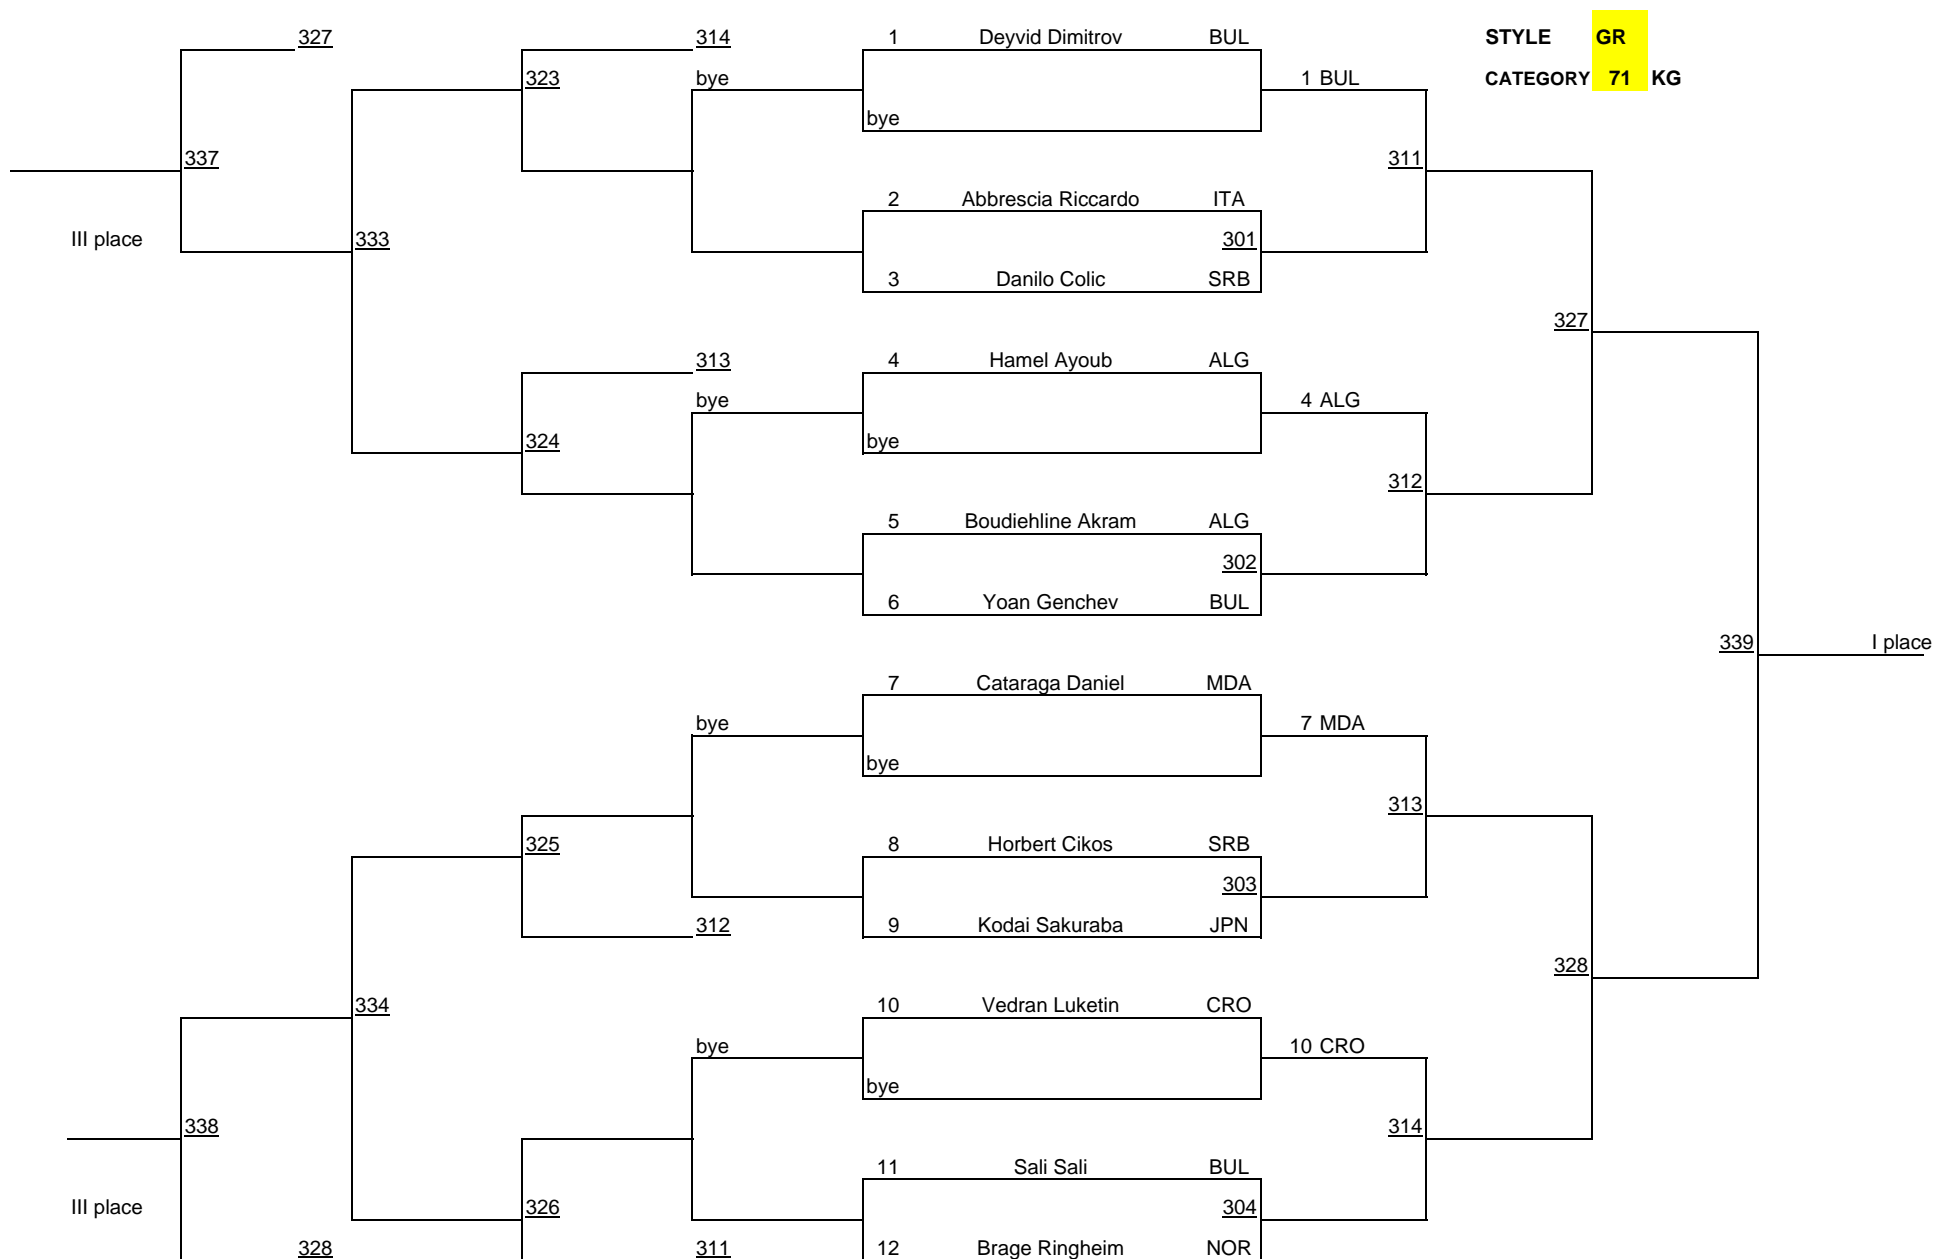 327 314 1 Deyvid Dimitrov BUL STYLE GR
323 bye 1 BUL CATEGORY 71 KG
bye
337 311
2 Abbrescia Riccardo ITA
III place 333 301
3 Danilo Colic SRB
327
313 4 Hamel Ayoub ALG
bye 4 ALG
324 bye
312
5 Boudiehline Akram ALG
302
6 Yoan Genchev BUL
339 I place
7 Cataraga Daniel MDA
bye 7 MDA
bye
313
325 8 Horbert Cikos SRB
303
312 9 Kodai Sakuraba JPN
328
334 10 Vedran Luketin CRO
bye 10 CRO
bye
338 314
11 Sali Sali BUL
III place 326 304
328 311 12 Brage Ringheim NOR